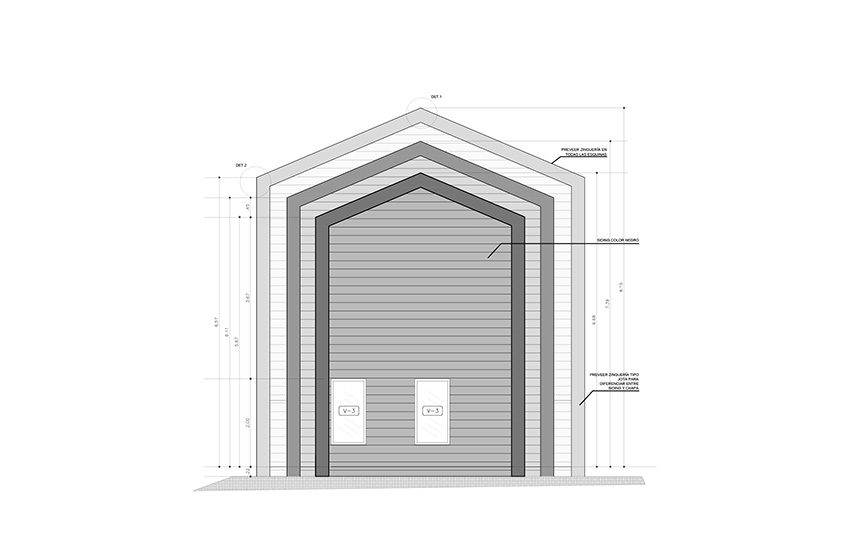 DET.1
PREVEER ZINGUERÍA EN
TODAS LAS ESQUINAS
DET.2
.45
SIDING COLOR NEGRO
3.67
6.57
6.11
5.67
6.68
7.39
8.15
PREVEER ZINGUERÍA TIPO
JOTA PARA
DIFERENCIAR ENTRE
SIDING Y CHAPA
V-3
V-3
2.00
.22